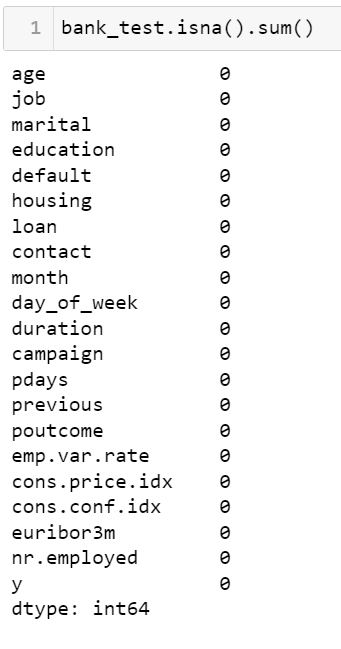 1 bank_test.isna().sum()
age 0
job 0
marital 0
education 0
default 0
housing 0
loan 0
contact 0
month 0
day_of_week 0
duration 0
campaign 0
pdays 0
previous 0
poutcome 0
emp.var.rate 0
cons.price.idx 0
cons.conf.idx 0
euribor3m 0
nr.employed 0
y 0
dtype: int64